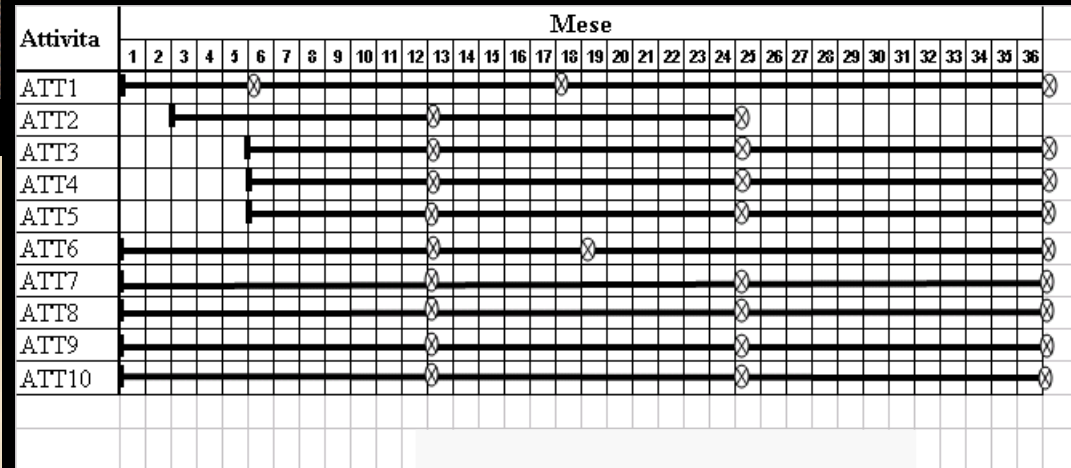 Mese
Attivita
1 2 3 4 5 6 7 8 9 10 11 12 13 14 15 16 17 18 19 20 21 22 23 24 25 26 27 28 29 30 31 32 33 34 35 36
ATT1
ATT2
ATT3
ATT4
ATT5
ATT6
ATT7
ATT8
ATT9
ATT10